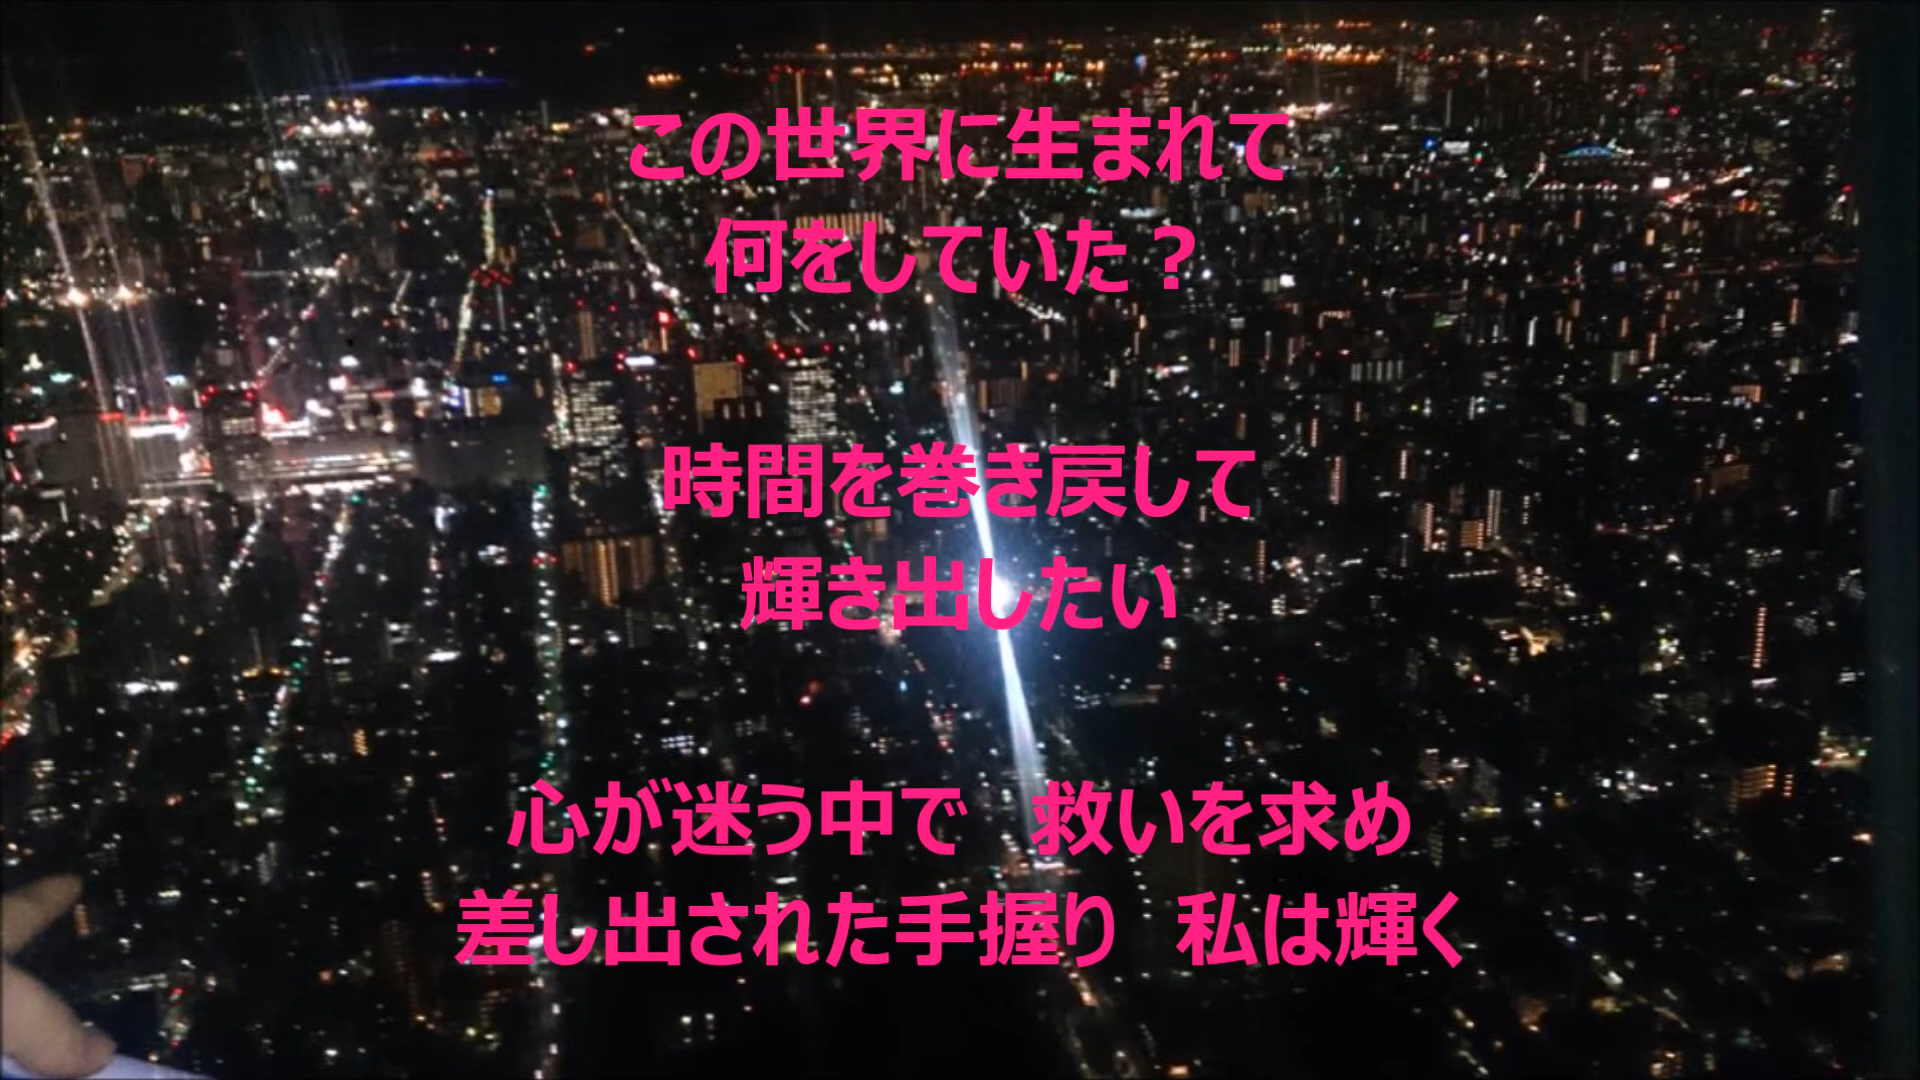 この世界に生まれて
何をしていた？
時間を巻き戻して
輝き出したい
心が迷う中で　救いを求め
差し出された手握り　私は輝く